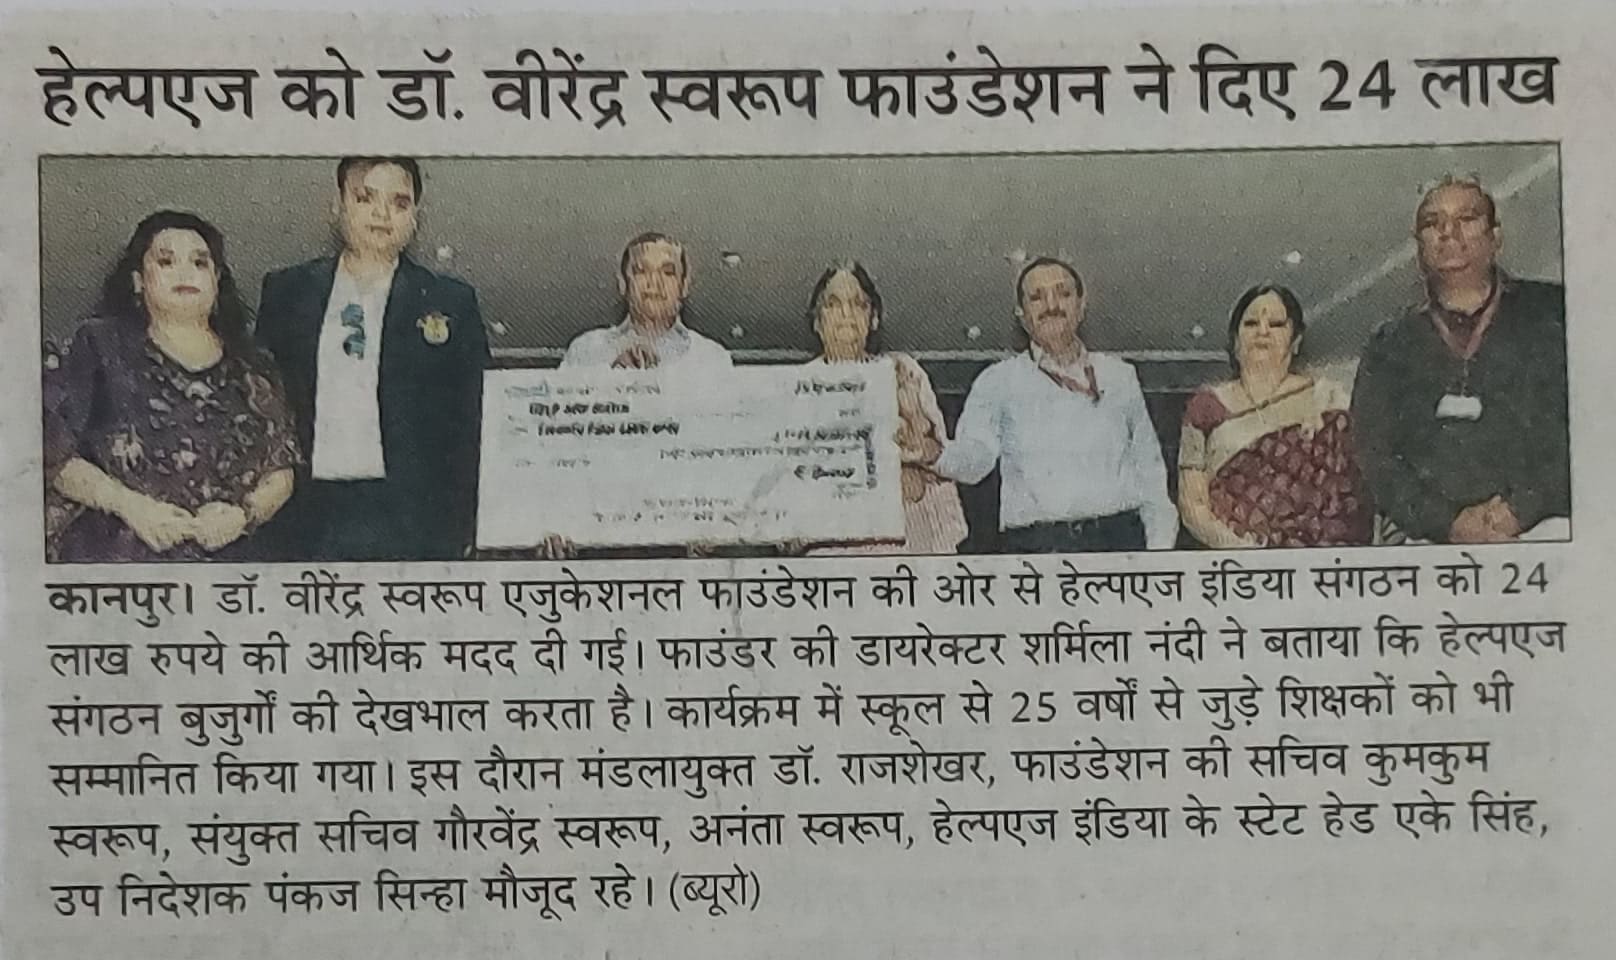 हेल्पएज को डॉ. वीरेंद्र स्वरूप फाउंडेशन ने दिए 24 लाख
कानपुर। डॉ. वीरेंद्र स्वरूप एजुकेशनल फाउंडेशन की ओर से हेल्पएज इंडिया संगठन को 24
लाख रुपये की आर्थिक मदद दी गई। फाउंडर की डायरेक्टर शर्मिला नंदी ने बताया कि हेल्पएज
संगठन बुजुर्गों की देखभाल करता है। कार्यक्रम में स्कूल से 25 वर्षों से जुड़े शिक्षकों को भी
सम्मानित किया गया। इस दौरान मंडलायुक्त डॉ. राजशेखर, फाउंडेशन की सचिव कुमकुम
स्वरूप, संयुक्त सचिव गौरवेंद्र स्वरूप, अनंता स्वरूप, हेल्पएज इंडिया के स्टेट हेड एके सिंह,
उप निदेशक पंकज सिन्हा मौजूद रहे। (ब्यूरो)